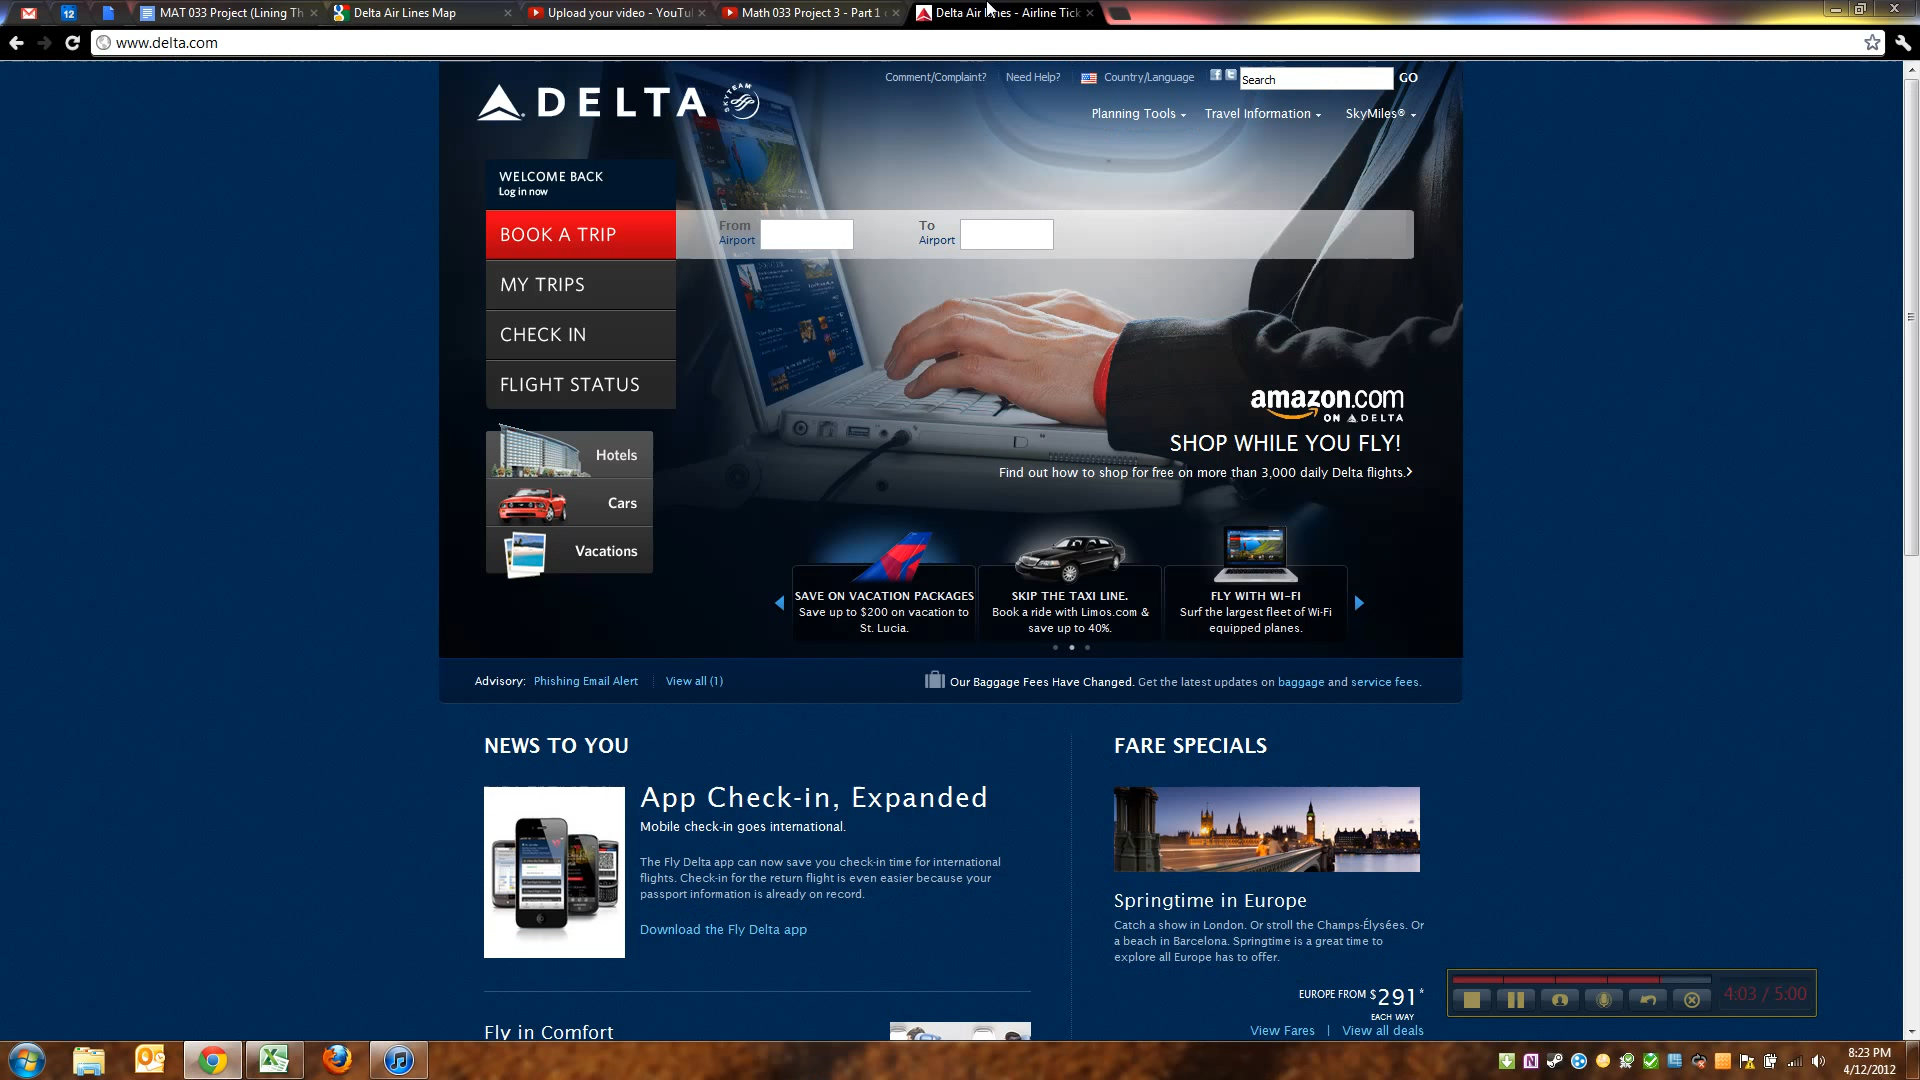 12
MAT 033 Project (Lining Th
Delta Air Lines Map
Upload your video - YouTu
Math 033 Project 3 - Part 1
Delta Air Lines - Airline Tick
www.delta.com
DELTA
SKYTEAM
Comment/Complaint?
Need Help?
Country/Language
Search
GO
Planning Tools
Travel Information
SkyMiles®
WELCOME BACK
Log in now
BOOK A TRIP
From
Airport
To
Airport
MY TRIPS
CHECK IN
FLIGHT STATUS
Hotels
Cars
Vacations
amazon.com
ON DELTA
SHOP WHILE YOU FLY!
Find out how to shop for free on more than 3,000 daily Delta flights.
SAVE ON VACATION PACKAGES
Save up to $200 on vacation to
St. Lucia.
SKIP THE TAXI LINE.
Book a ride with Limos.com &
save up to 40%.
FLY WITH WI-FI
Surf the largest fleet of Wi-Fi
equipped planes.
Advisory: Phishing Email Alert
View all (1)
Our Baggage Fees Have Changed. Get the latest updates on baggage and service fees.
NEWS TO YOU
App Check-in, Expanded
Mobile check-in goes international.
The Fly Delta app can now save you check-in time for international
flights. Check-in for the return flight is even easier because your
passport information is already on record.
Download the Fly Delta app
Fly in Comfort
FARE SPECIALS
Springtime in Europe
Catch a show in London. Or stroll the Champs-Élysées. Or
a beach in Barcelona. Springtime is a great time to
explore all Europe has to offer.
EUROPE FROM $291*
EACH WAY
View Fares | View all deals
4:03 / 5:00
8:23 PM
4/12/2012